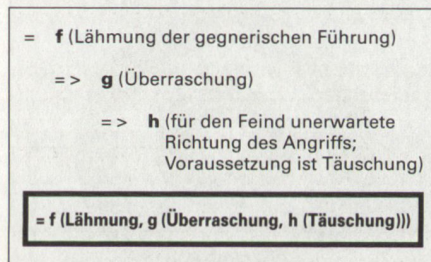 = f (Lähmung der gegnerischen Führung)
=> g (Überraschung)
=> h (für den Feind unerwartete
Richtung des Angriffs;
Voraussetzung ist Täuschung)
= f (Lähmung, g (Überraschung, h (Täuschung)))